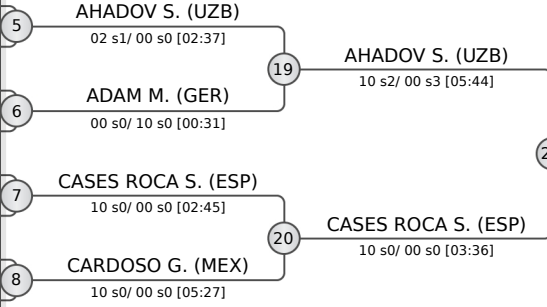 5
AHADOV S. (UZB)
02 s1/ 00 s0 [02:37]
19
AHADOV S. (UZB)
10 s2/ 00 s3 [05:44]
6
ADAM M. (GER)
00 s0/ 10 s0 [00:31]
7
CASES ROCA S. (ESP)
10 s0/ 00 s0 [02:45]
20
CASES ROCA S. (ESP)
10 s0/ 00 s0 [03:36]
8
CARDOSO G. (MEX)
10 s0/ 00 s0 [05:27]